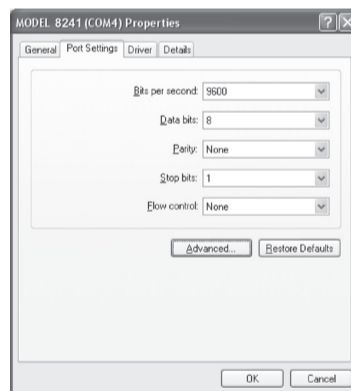 MODEL 8241 (COM4) Properties
General Port Settings Driver Details
Bits per second: 9600
Data bits: 8
Parity: None
Stop bits: 1
Flow control: None
Advanced... Restore Defaults
OK Cancel